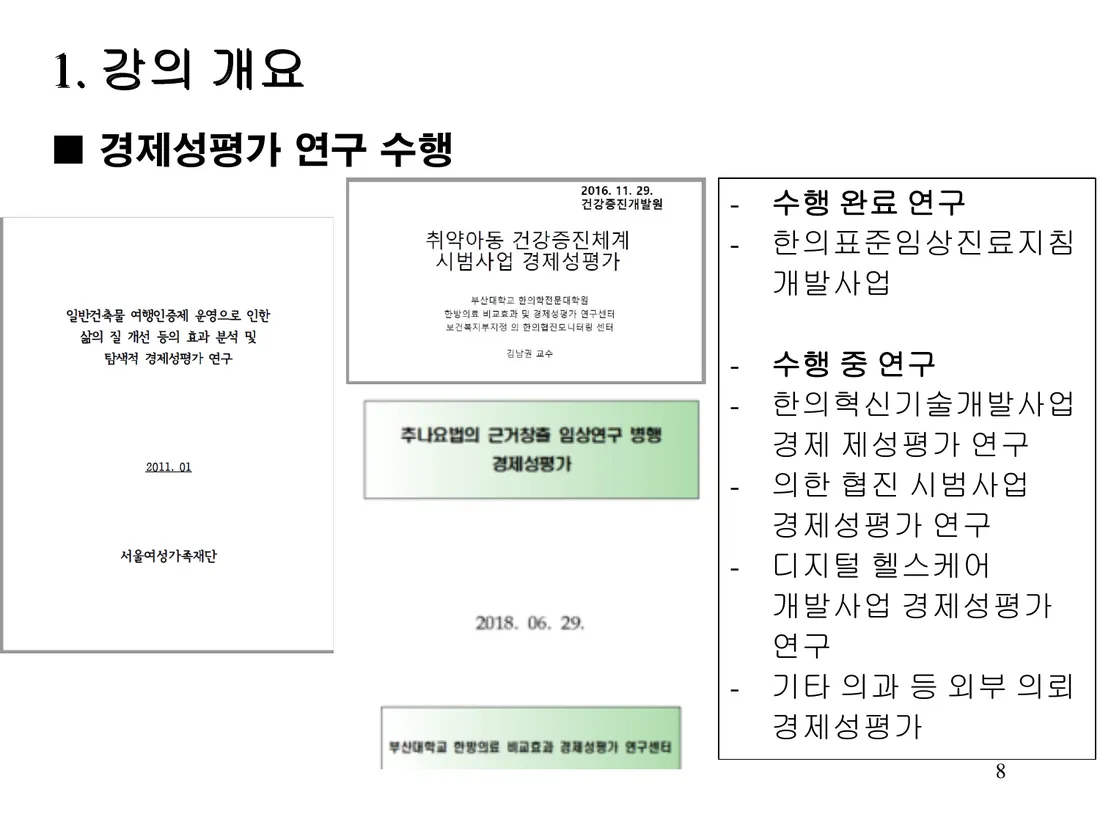 1. 강의 개요
■ 경제성평가 연구 수행
일반건축물 여행인증제 운영으로 인한
삶의 질 개선 등의 효과 분석 및
탐색적 경제성평가 연구
2011. 01
서울여성가족재단
2016. 11. 29.
건강증진개발원
취약아동 건강증진체계
시범사업 경제성평가
부산대학교 한의학전문대학원
한방의료 비교효과 및 경제성평가 연구센터
보건복지부지정 의 한의협진모니터링 센터
김남권 교수
추나요법의 근거창출 임상연구 병행
경제성평가
2018. 06. 29.
부산대학교 한방의료 비교효과 경제성평가 연구센터
- 수행 완료 연구
- 한의표준임상진료지침
개발사업
- 수행 중 연구
- 한의혁신기술개발사업
경제 제성평가 연구
- 의한 협진 시범사업
경제성평가 연구
- 디지털 헬스케어
개발사업 경제성평가
연구
- 기타 의과 등 외부 의뢰
경제성평가
8